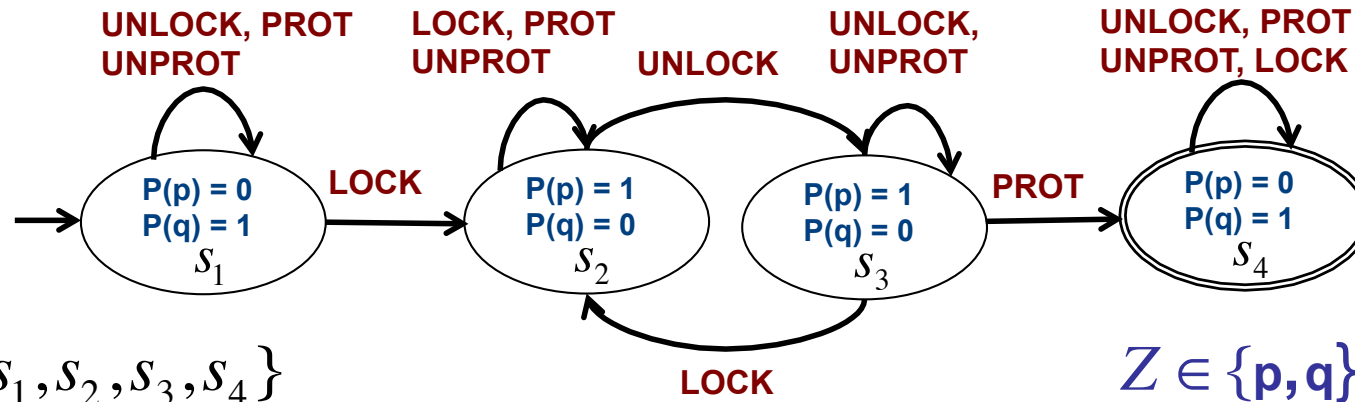 UNLOCK, PROT
UNPROT
LOCK, PROT
UNPROT
UNLOCK
UNLOCK,
UNPROT
UNLOCK, PROT
UNPROT, LOCK
P(p) = 0
P(q) = 1
s₁
LOCK
P(p) = 1
P(q) = 0
s₂
P(p) = 1
P(q) = 0
s₃
PROT
P(p) = 0
P(q) = 1
s₄
LOCK
s₁, s₂, s₃, s₄}
Z ∈ {p, q}